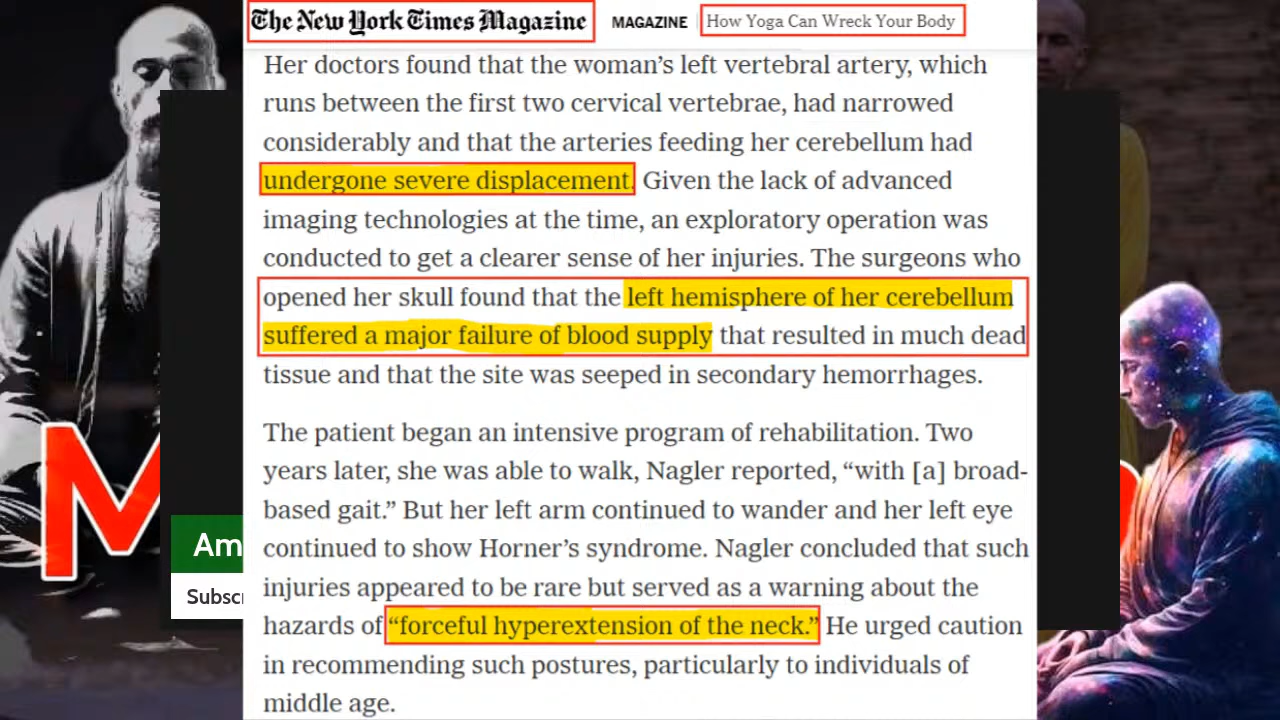 The New York Times Magazine MAGAZINE How Yoga Can Wreck Your Body
Her doctors found that the woman’s left vertebral artery, which
runs between the first two cervical vertebrae, had narrowed
considerably and that the arteries feeding her cerebellum had
undergone severe displacement. Given the lack of advanced
imaging technologies at the time, an exploratory operation was
conducted to get a clearer sense of her injuries. The surgeons who
opened her skull found that the left hemisphere of her cerebellum
suffered a major failure of blood supply that resulted in much dead
tissue and that the site was seeped in secondary hemorrhages.
The patient began an intensive program of rehabilitation. Two
years later, she was able to walk, Nagler reported, “with [a] broad-
based gait.” But her left arm continued to wander and her left eye
continued to show Horner’s syndrome. Nagler concluded that such
injuries appeared to be rare but served as a warning about the
hazards of “forceful hyperextension of the neck.” He urged caution
in recommending such postures, particularly to individuals of
middle age.
M
Am
Subscr